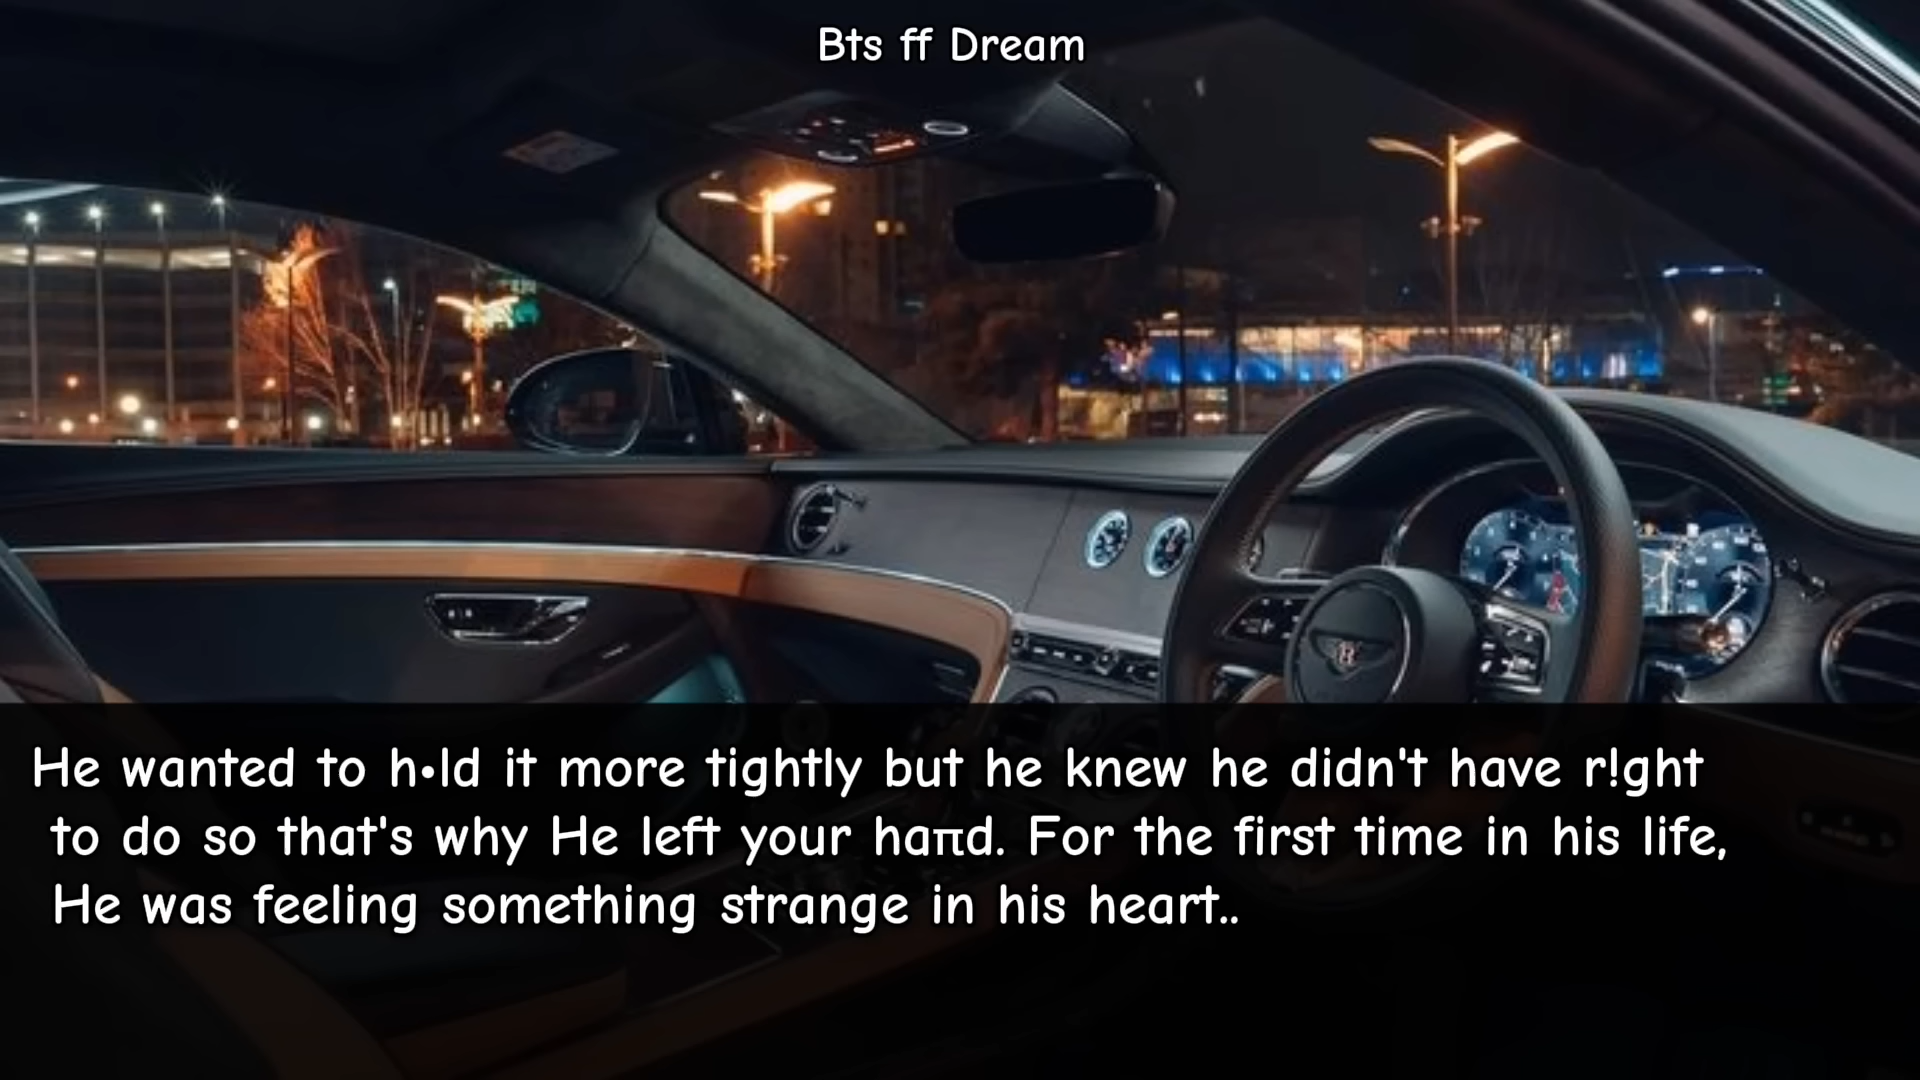 Bts ff Dream
He wanted to h•ld it more tightly but he knew he didn't have r!ght
to do so that's why He left your haπd. For the first time in his life,
He was feeling something strange in his heart..